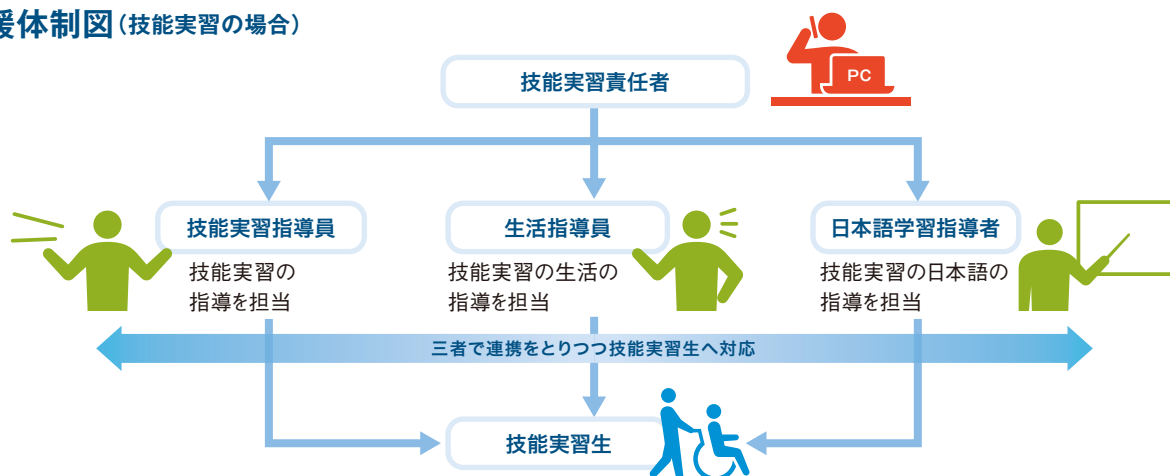 援体制図(技能実習の場合)
技能実習責任者
PC
技能実習指導員
技能実習の
指導を担当
生活指導員
技能実習の生活の
指導を担当
日本語学習指導者
技能実習の日本語の
指導を担当
三者で連携をとりつつ技能実習生へ対応
技能実習生